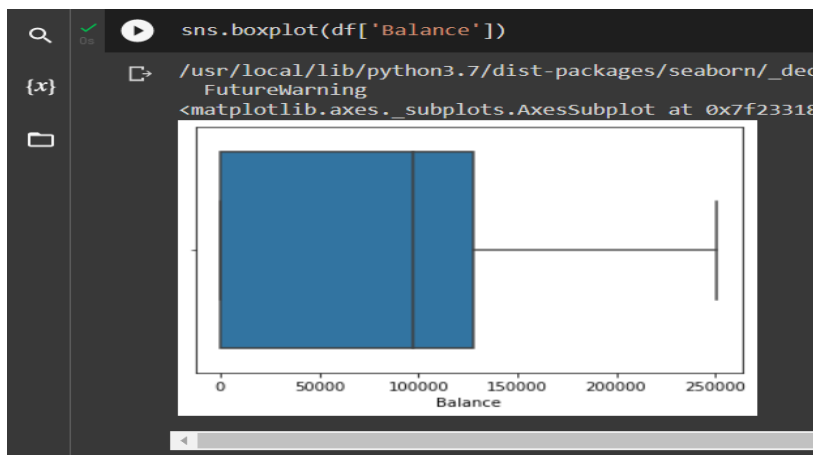 sns.boxplot(df['Balance'])
0s
/usr/local/lib/python3.7/dist-packages/seaborn/_dec
FutureWarning
{x}
<matplotlib.axes._subplots.AxesSubplot at 0x7f23318
0 50000 100000 150000 200000 250000
Balance